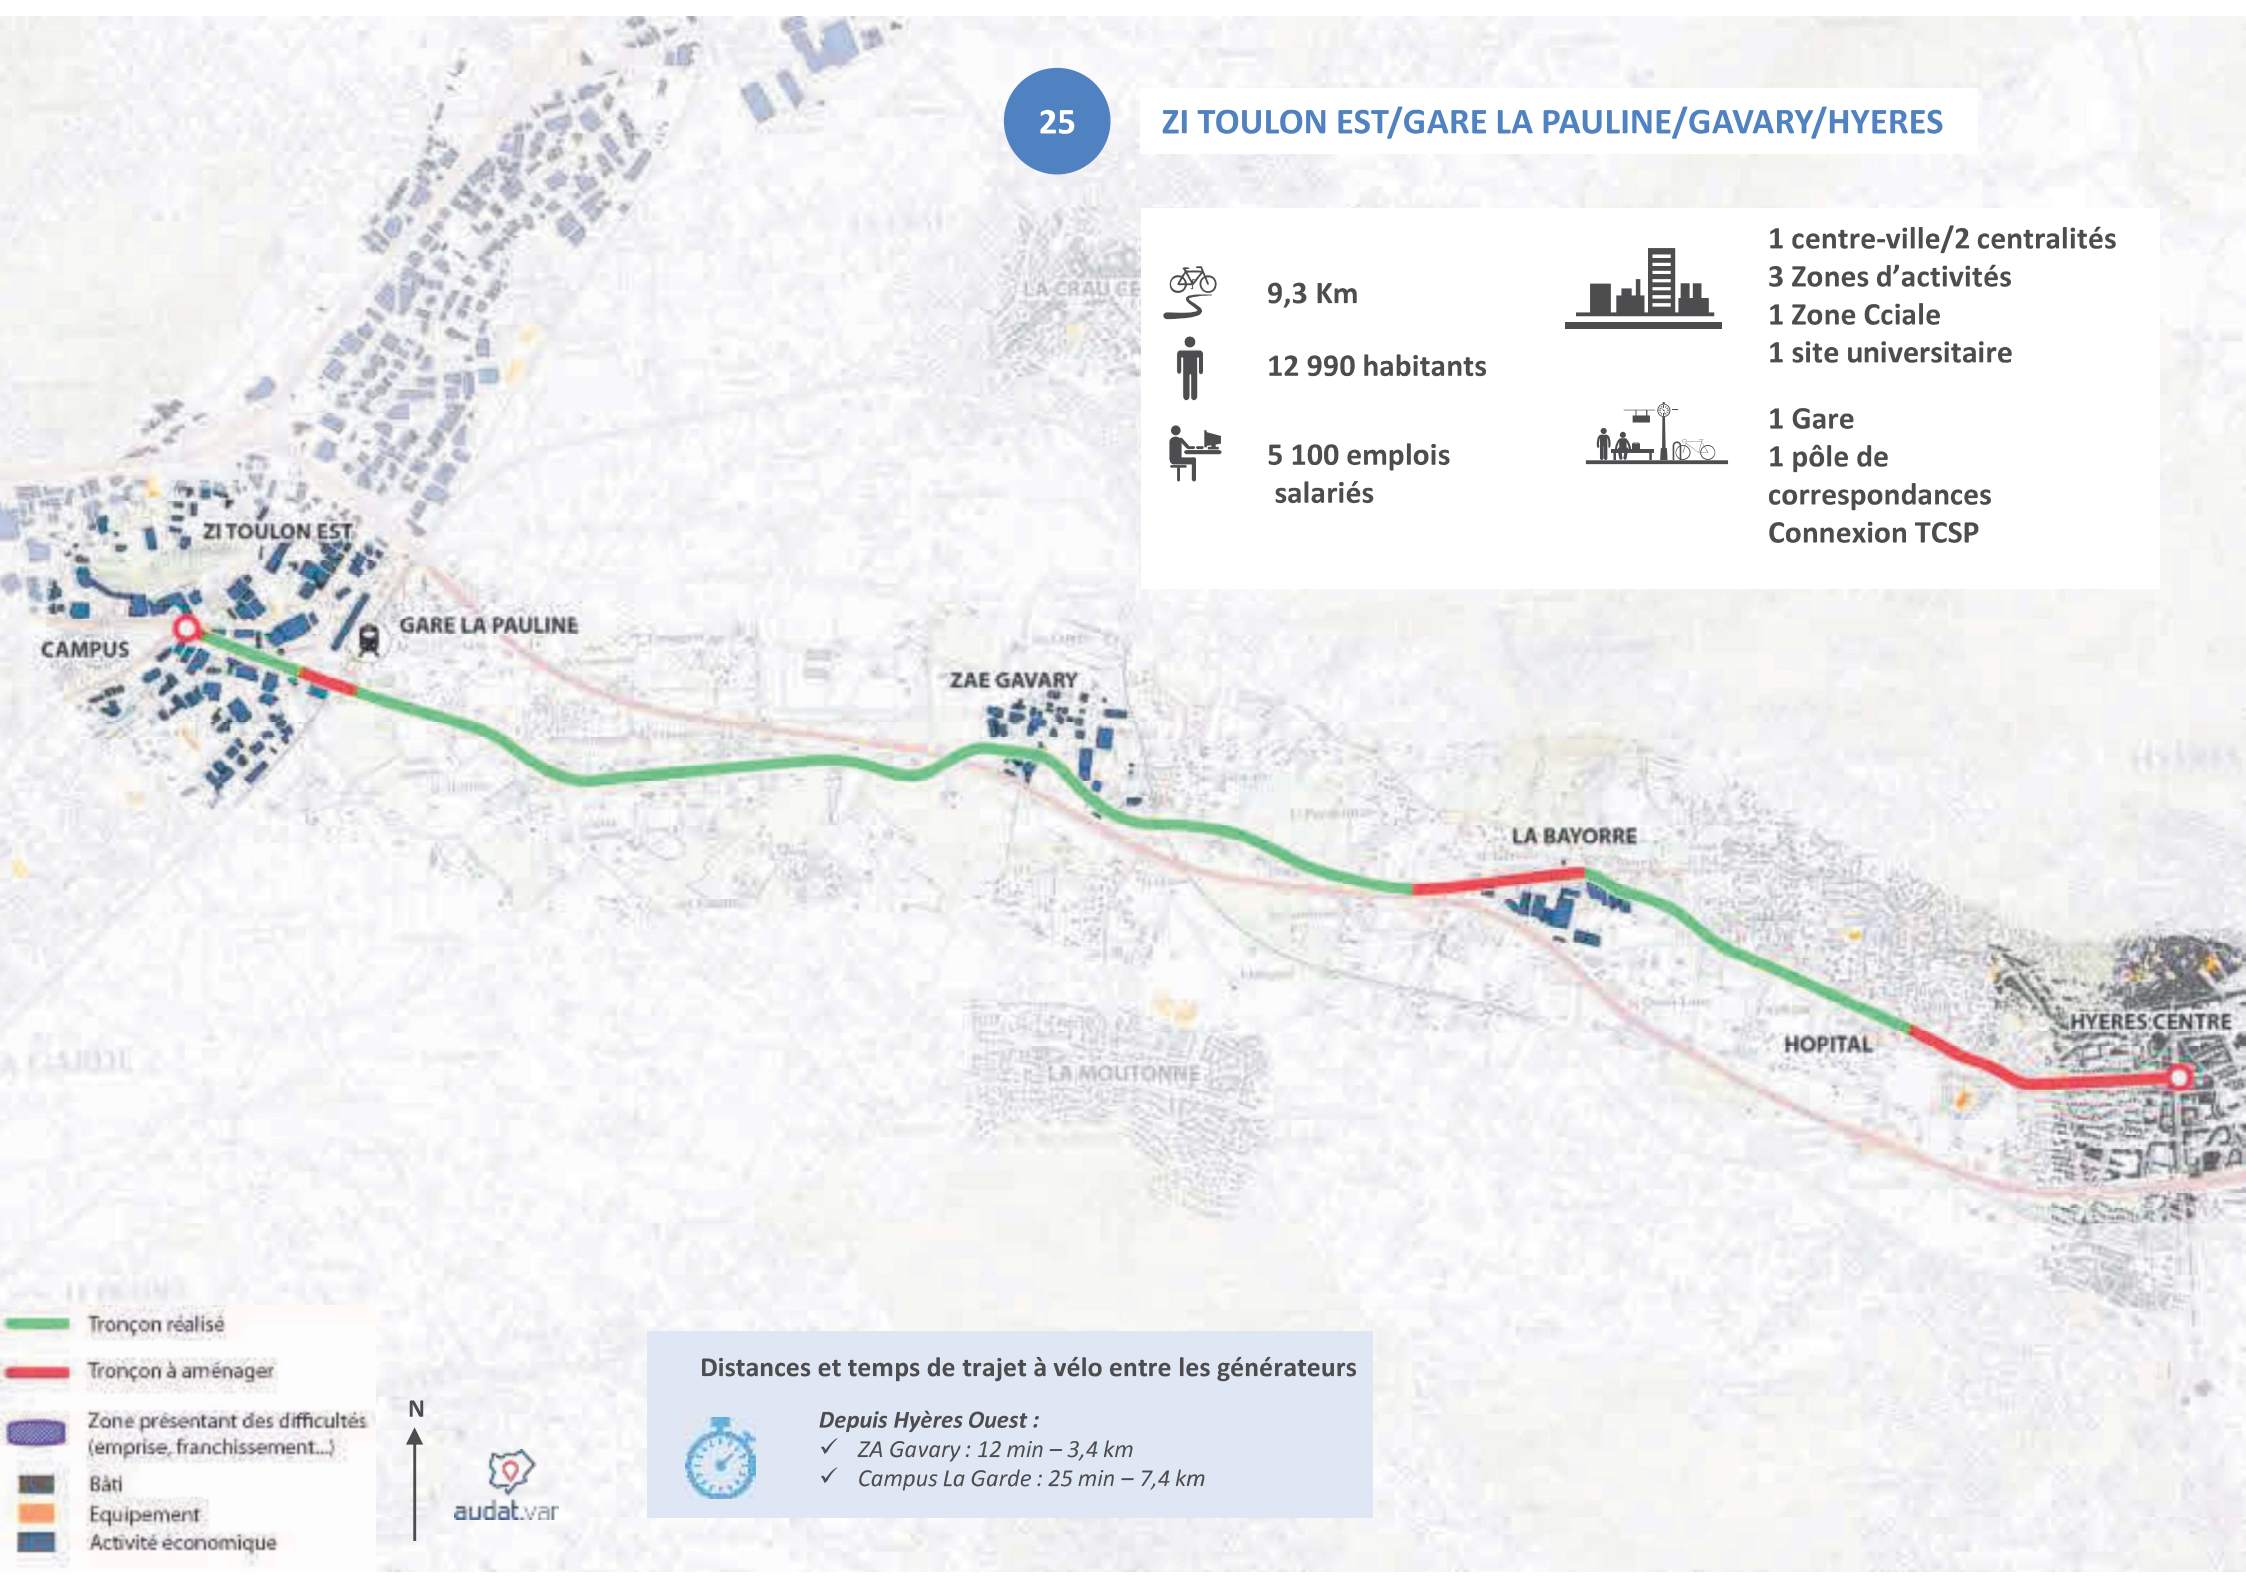 25
ZI TOULON EST/GARE LA PAULINE/GAVARY/HYERES
9,3 Km
12 990 habitants
5 100 emplois
salariés
1 centre-ville/2 centralités
3 Zones d’activités
1 Zone Cciale
1 site universitaire
1 Gare
1 pôle de
correspondances
Connexion TCSP
ZI TOULON EST
CAMPUS
GARE LA PAULINE
ZAE GAVARY
LA BAYORRE
HOPITAL
HYERES CENTRE
LA MOUTONNE
Tronçon réalisé
Tronçon à aménager
Zone présentant des difficultés
(emprise, franchissement...)
Bâti
Equipement
Activité économique
N
audat.var
Distances et temps de trajet à vélo entre les générateurs
Depuis Hyères Ouest :
✓ ZA Gavary : 12 min – 3,4 km
✓ Campus La Garde : 25 min – 7,4 km